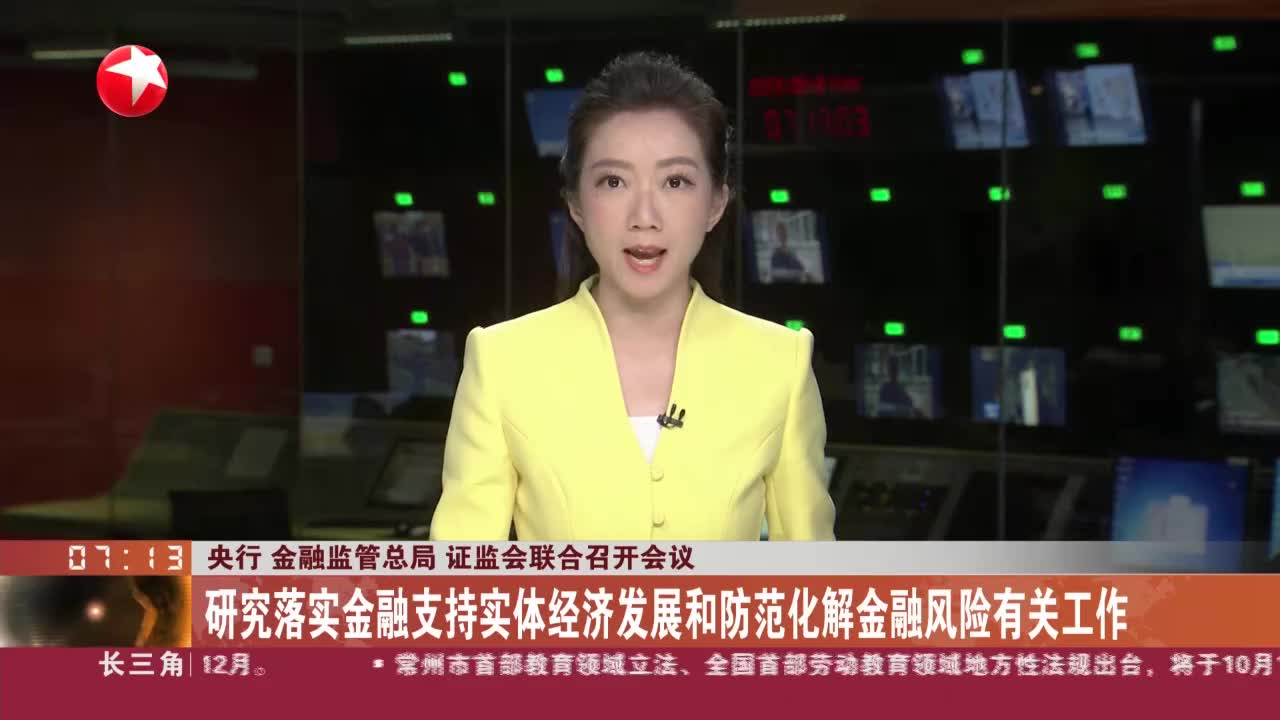 07:13
央行 金融监管总局 证监会联合召开会议
研究落实金融支持实体经济发展和防范化解金融风险有关工作
长三角 12月。 * 常州市首部教育领域立法、全国首部劳动教育领域地方性法规出台，将于10月